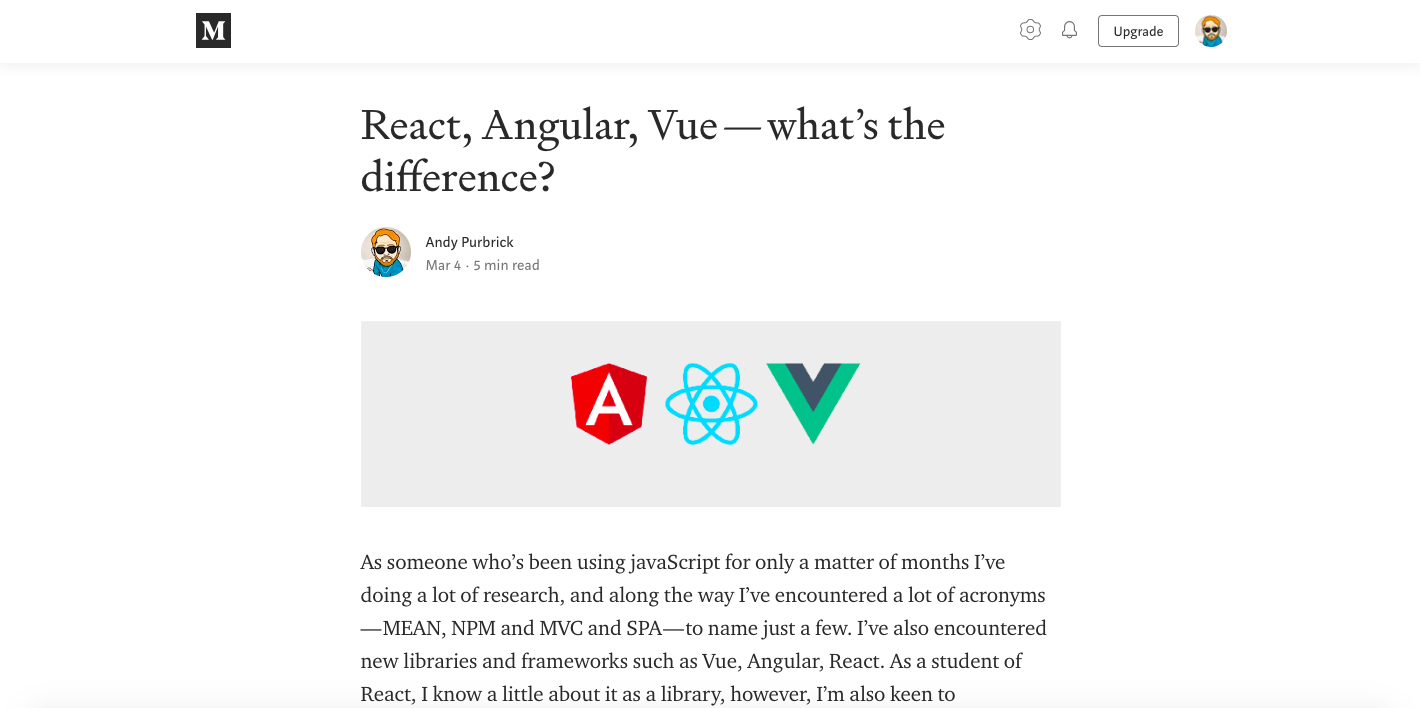 M
Upgrade
React, Angular, Vue — what’s the
difference?
Andy Purbrick
Mar 4 · 5 min read
A
As someone who’s been using javaScript for only a matter of months I’ve
doing a lot of research, and along the way I’ve encountered a lot of acronyms
— MEAN, NPM and MVC and SPA — to name just a few. I’ve also encountered
new libraries and frameworks such as Vue, Angular, React. As a student of
React, I know a little about it as a library, however, I’m also keen to